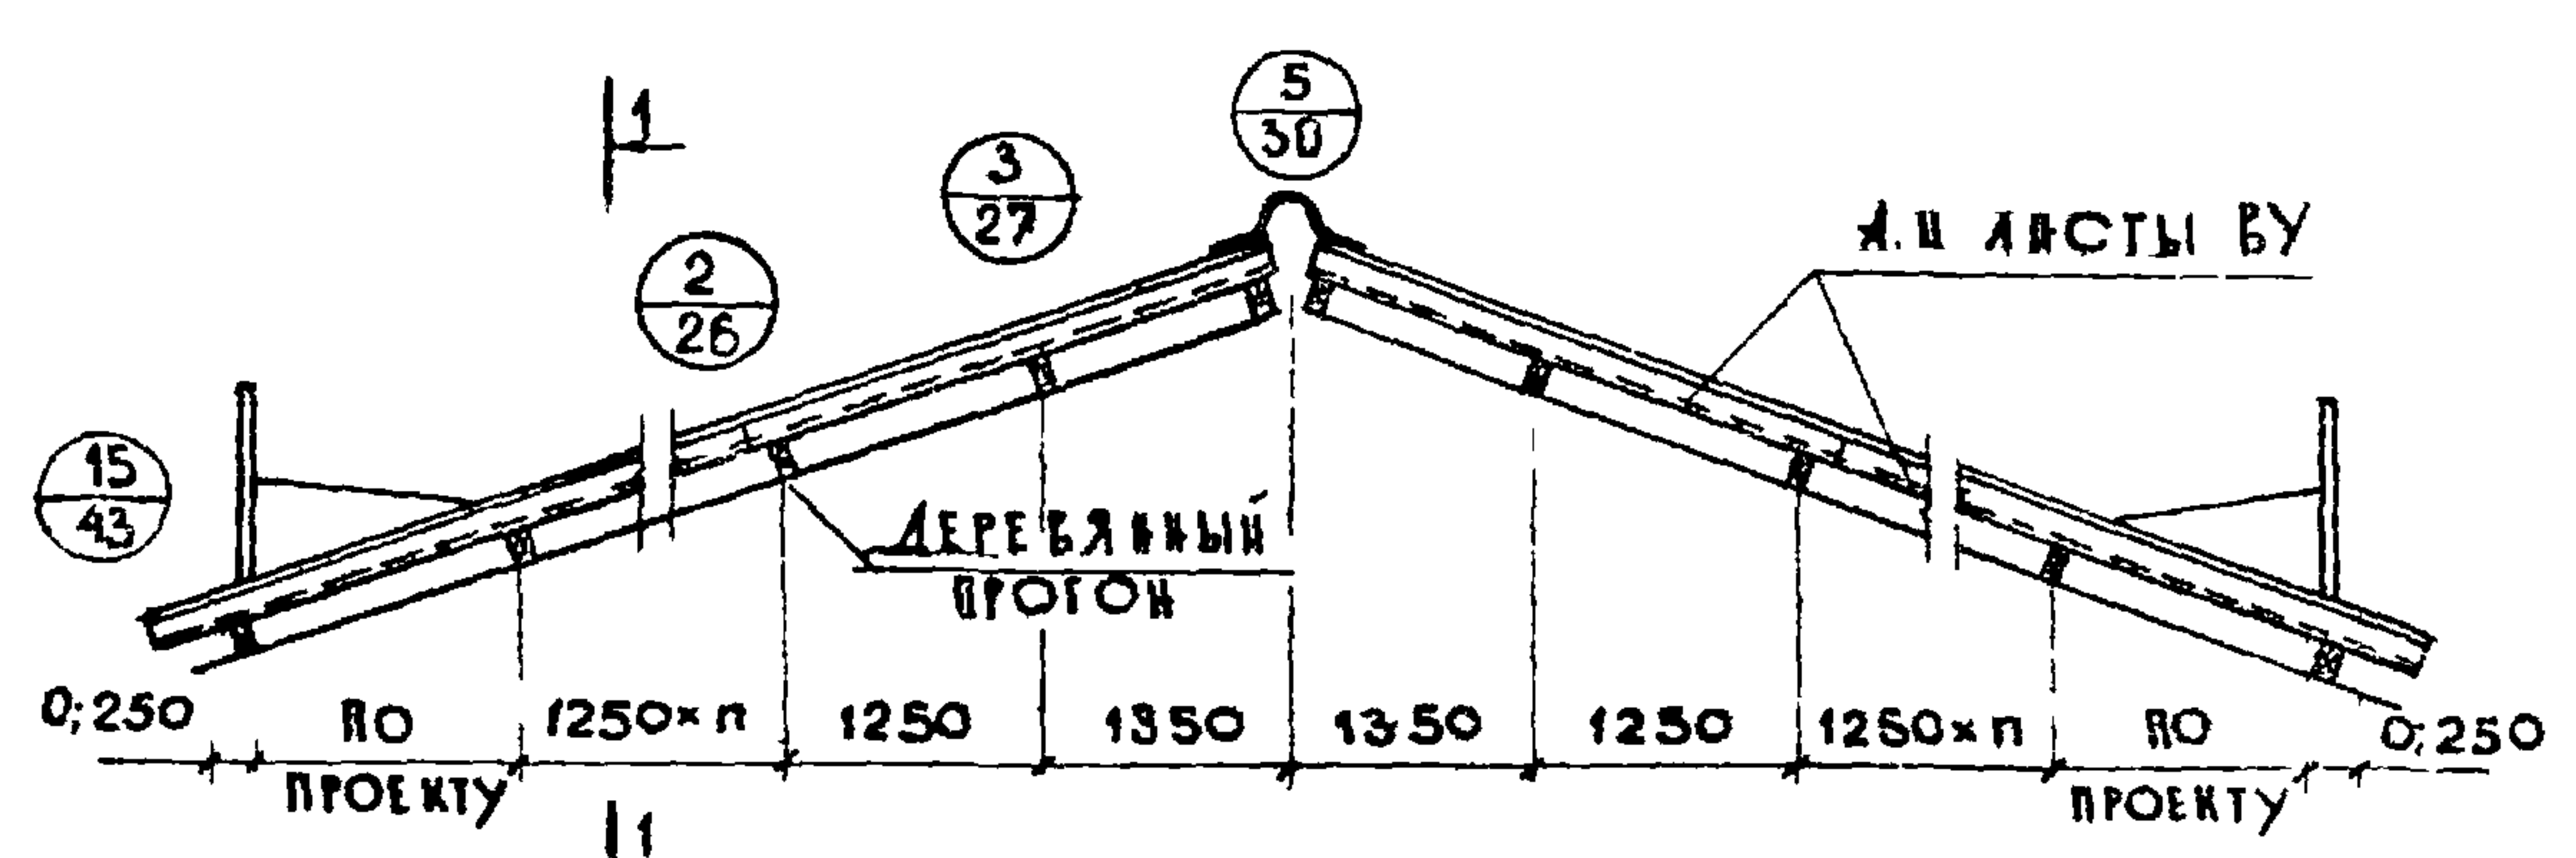 1
5
30
3
27
А.Ц ЛИСТЫ ВУ
2
26
15
43
ДЕРЕВЯННЫЙ
ПРОГОН
0; 250
ПО
ПРОЕКТУ
1250×п
1250
1350
1350
1250
1250×п
ПО
ПРОЕКТУ
0; 250
1